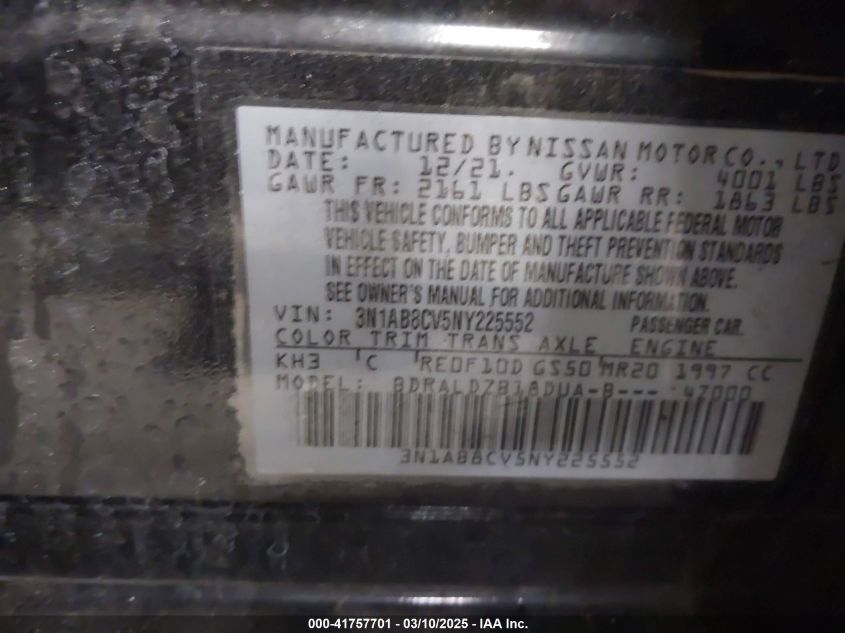 MANUFACTURED BY NISSAN MOTOR CO., LTD
DATE: 12/21. GVWR: 4001 LBS
GAWR FR: 2161 LBS GAWR RR: 1863 LBS
THIS VEHICLE CONFORMS TO ALL APPLICABLE FEDERAL MOTOR
VEHICLE SAFETY, BUMPER AND THEFT PREVENTION STANDARDS
IN EFFECT ON THE DATE OF MANUFACTURE SHOWN ABOVE.
SEE OWNER'S MANUAL FOR ADDITIONAL INFORMATION.
VIN: 3N1AB8CV5NY225552 PASSENGER CAR
COLOR TRIM TRANS AXLE ENGINE
KH3 C RE0F10D GS50 MR20 1997 CC
MODEL: BDRALDZB18DUA-B--- 47000
3N1AB8CV5NY225552
000-41757701 — 03/10/2025 - IAA Inc.